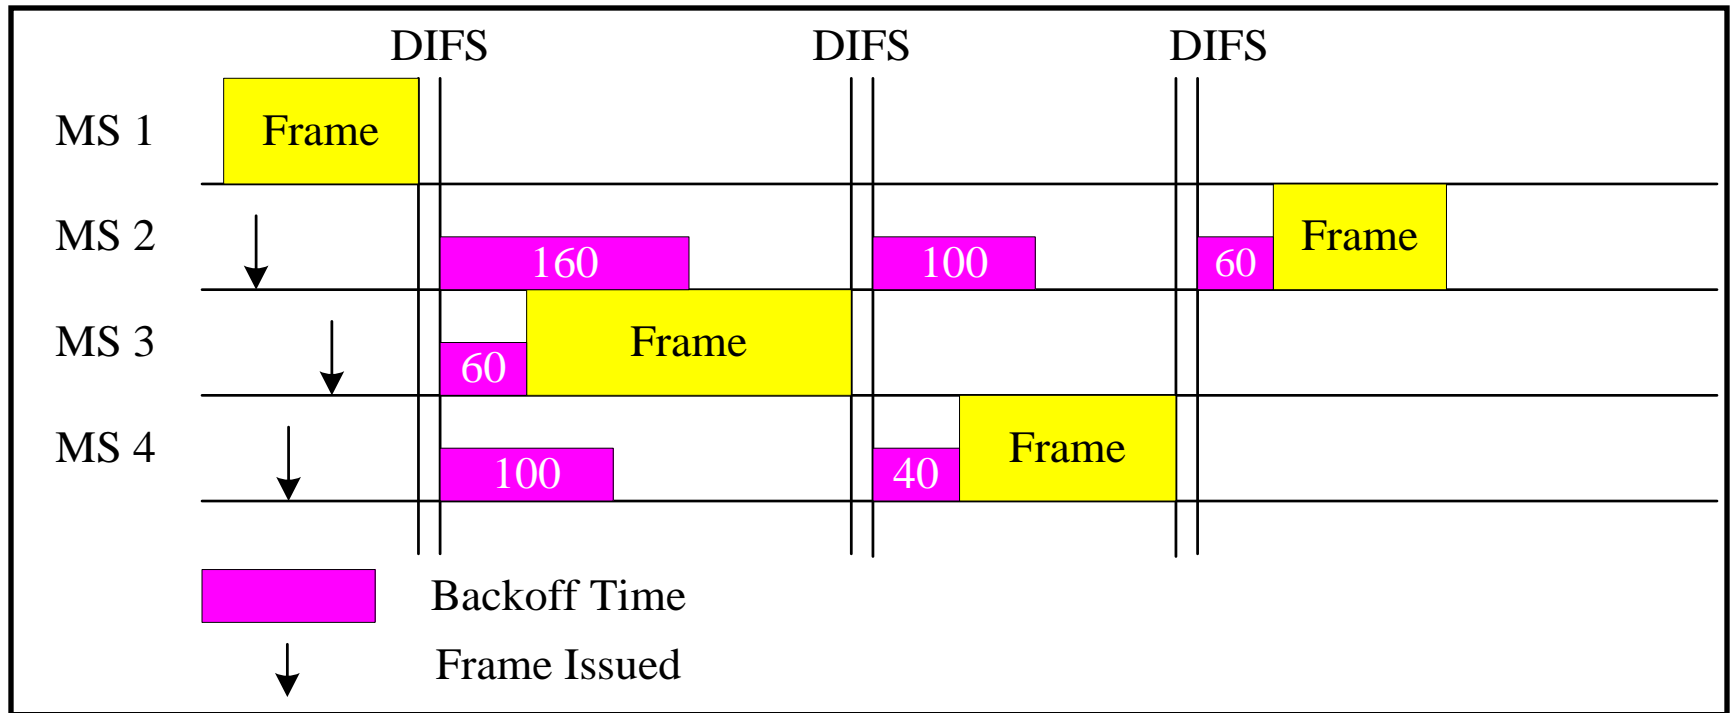 DIFS DIFS DIFS
MS 1 Frame
MS 2 160 100 60 Frame
MS 3 60 Frame
MS 4 100 40 Frame
Backoff Time
Frame Issued